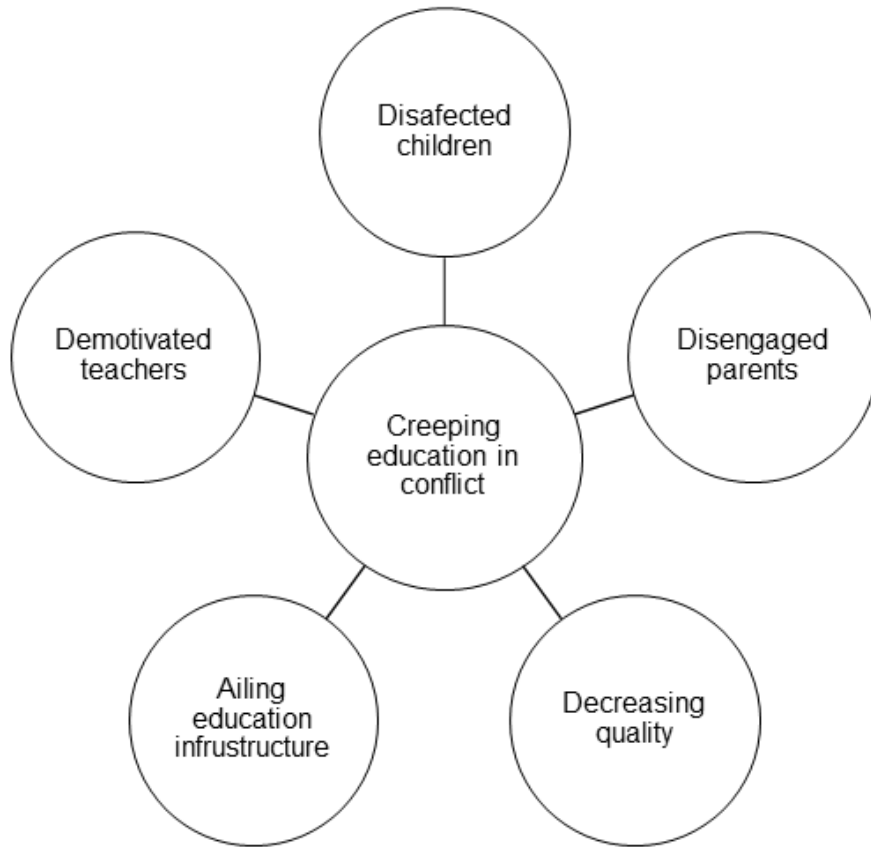 Disafected
children
Demotivated
teachers
Disengaged
parents
Creeping
education in
conflict
Ailing
education
infrustructure
Decreasing
quality